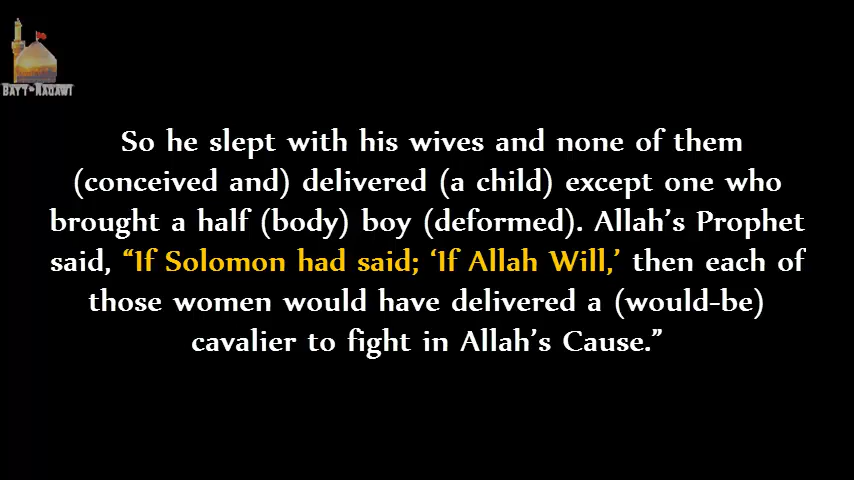 BAYT-NAQAWI
So he slept with his wives and none of them
(conceived and) delivered (a child) except one who
brought a half (body) boy (deformed). Allah’s Prophet
said, “If Solomon had said; ‘If Allah Will,’ then each of
those women would have delivered a (would-be)
cavalier to fight in Allah’s Cause.”